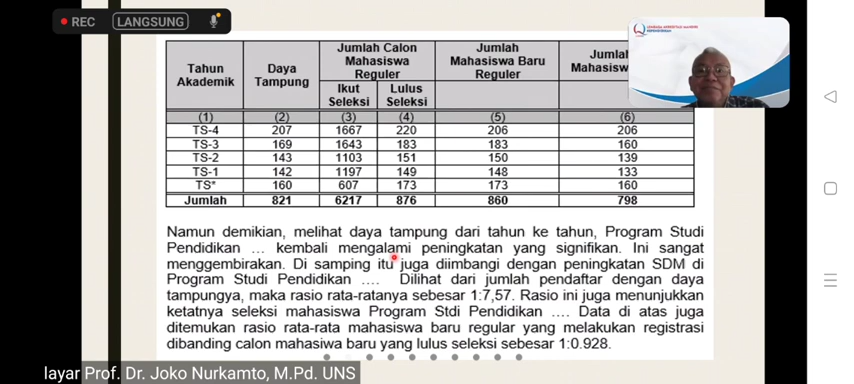 REC LANGSUNG
LEMBAGA AKREDITASI MANDIRI
KEPENDIDIKAN
Tahun Akademik Daya Tampung Jumlah Calon Mahasiswa Reguler Jumlah Mahasiswa Baru Reguler Jumlah Mahasiswa
Ikut Seleksi Lulus Seleksi
(1) (2) (3) (4) (5) (6)
TS-4 207 1667 220 206 206
TS-3 169 1643 183 183 160
TS-2 143 1103 151 150 139
TS-1 142 1197 149 148 133
TS* 160 607 173 173 160
Jumlah 821 6217 876 860 798
Namun demikian, melihat daya tampung dari tahun ke tahun, Program Studi
Pendidikan … kembali mengalami peningkatan yang signifikan. Ini sangat
menggembirakan. Di samping itu juga diimbangi dengan peningkatan SDM di
Program Studi Pendidikan …. Dilihat dari jumlah pendaftar dengan daya
tampungya, maka rasio rata-ratanya sebesar 1:7,57. Rasio ini juga menunjukkan
ketatnya seleksi mahasiswa Program Stdi Pendidikan …. Data di atas juga
ditemukan rasio rata-rata mahasiswa baru regular yang melakukan registrasi
dibanding calon mahasiwa baru yang lulus seleksi sebesar 1:0.928.
layar Prof. Dr. Joko Nurkamto, M.Pd. UNS